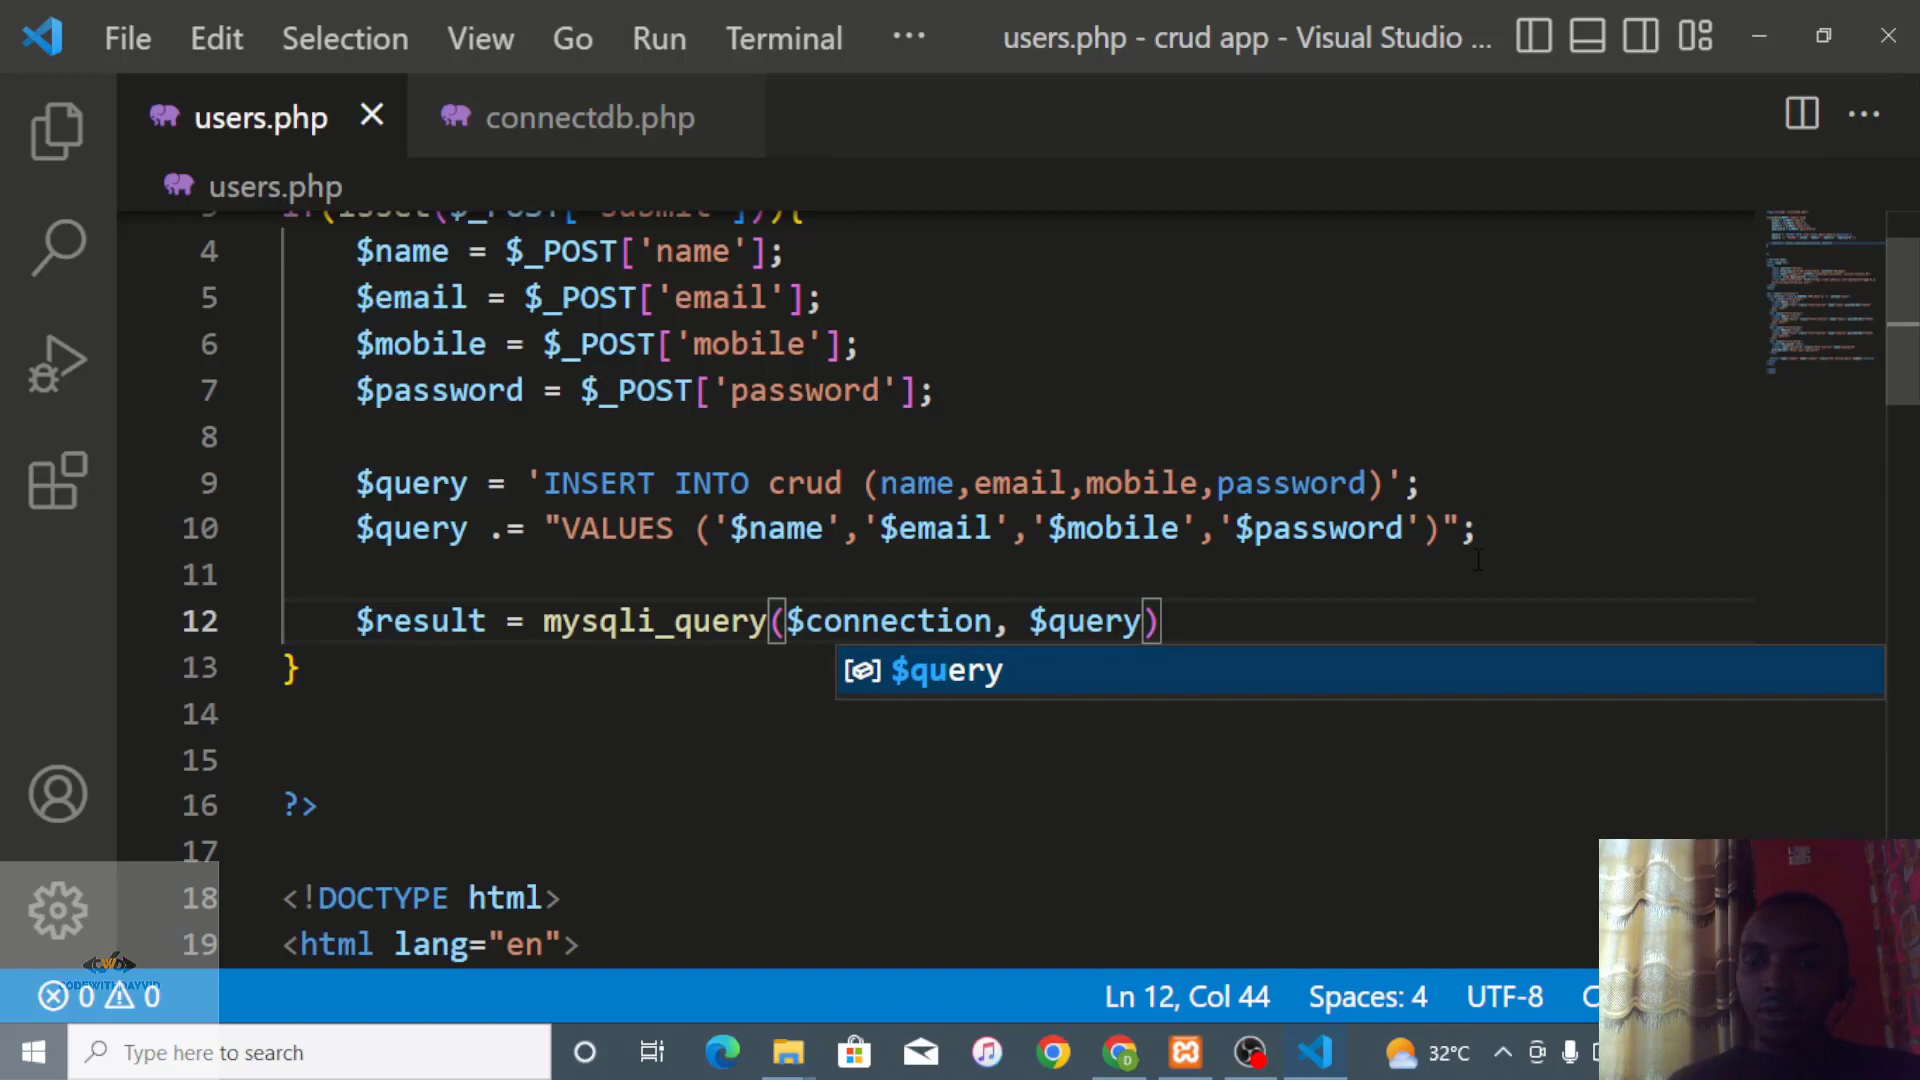 File Edit Selection View Go Run Terminal ··· users.php - crud app - Visual Studio ...
users.php connectdb.php
users.php
4 $name = $_POST['name'];
5 $email = $_POST['email'];
6 $mobile = $_POST['mobile'];
7 $password = $_POST['password'];
8
9 $query = 'INSERT INTO crud (name,email,mobile,password)';
10 $query .= "VALUES ('$name','$email','$mobile','$password')";
11
12 $result = mysqli_query($connection, $query)
$query
13 }
14
15
16 ?>
17
18 <!DOCTYPE html>
19 <html lang="en">
CODEWITHDAYVID
0 0 Ln 12, Col 44 Spaces: 4 UTF-8
Type here to search 32°C